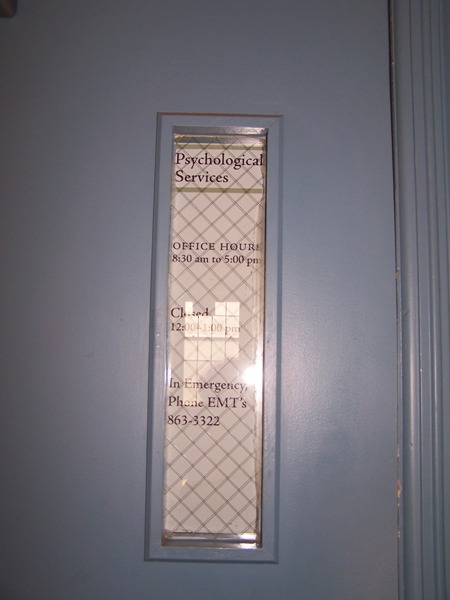 Psychological
Services
OFFICE HOURS
8:30 am to 5:00 pm
Closed
12:00-1:00 pm
In Emergency,
Phone EMT's
863-3322